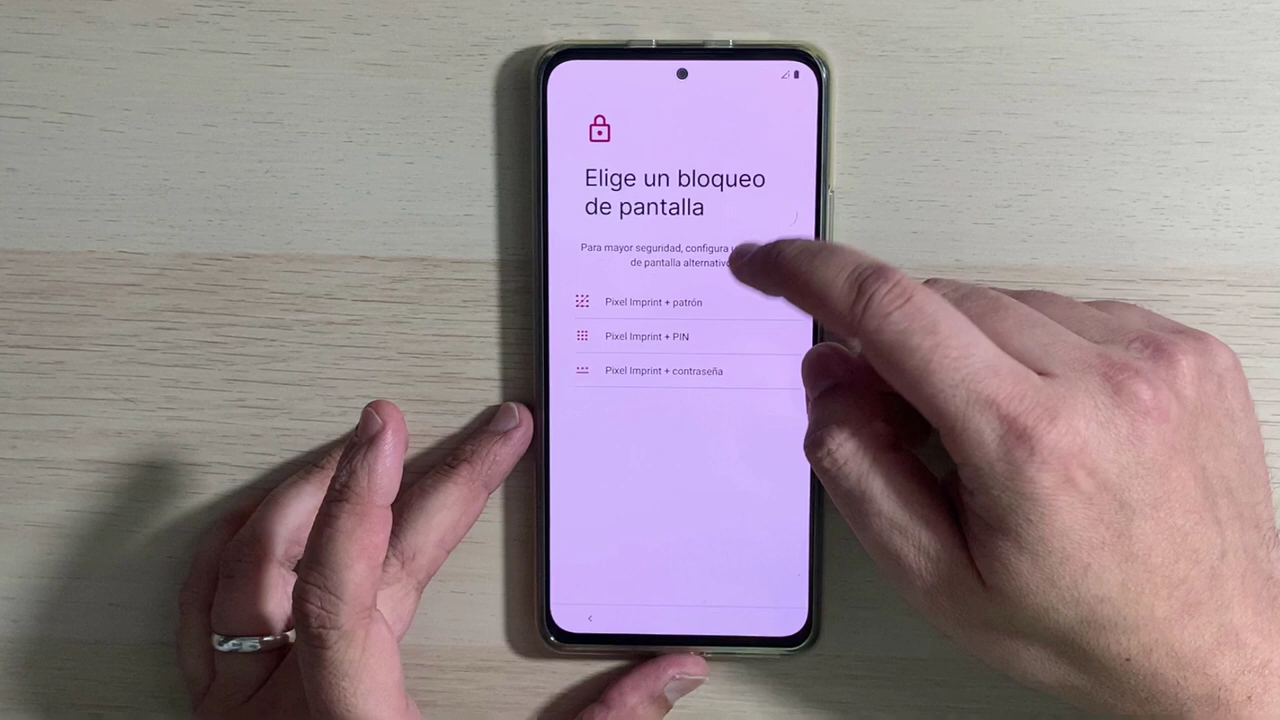 Elige un bloqueo
de pantalla
Para mayor seguridad, configura
de pantalla alternativo
Pixel Imprint + patrón
Pixel Imprint + PIN
Pixel Imprint + contraseña